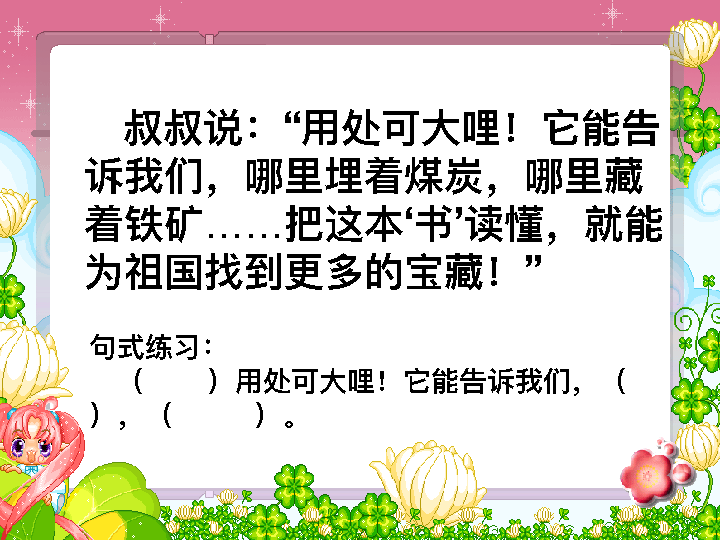 叔叔说：“用处可大哩！它能告
诉我们，哪里埋着煤炭，哪里藏
着铁矿……把这本‘书’读懂，就能
为祖国找到更多的宝藏！”
句式练习：
（　　）用处可大哩！它能告诉我们，（
），（　　　）。